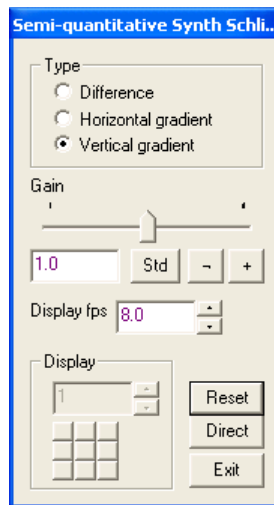 Semi-quantitative Synth Schli..
Type
Difference
Horizontal gradient
Vertical gradient
Gain
1.0 Std ¬ +
Display fps 8.0
Display
1
Reset
Direct
Exit